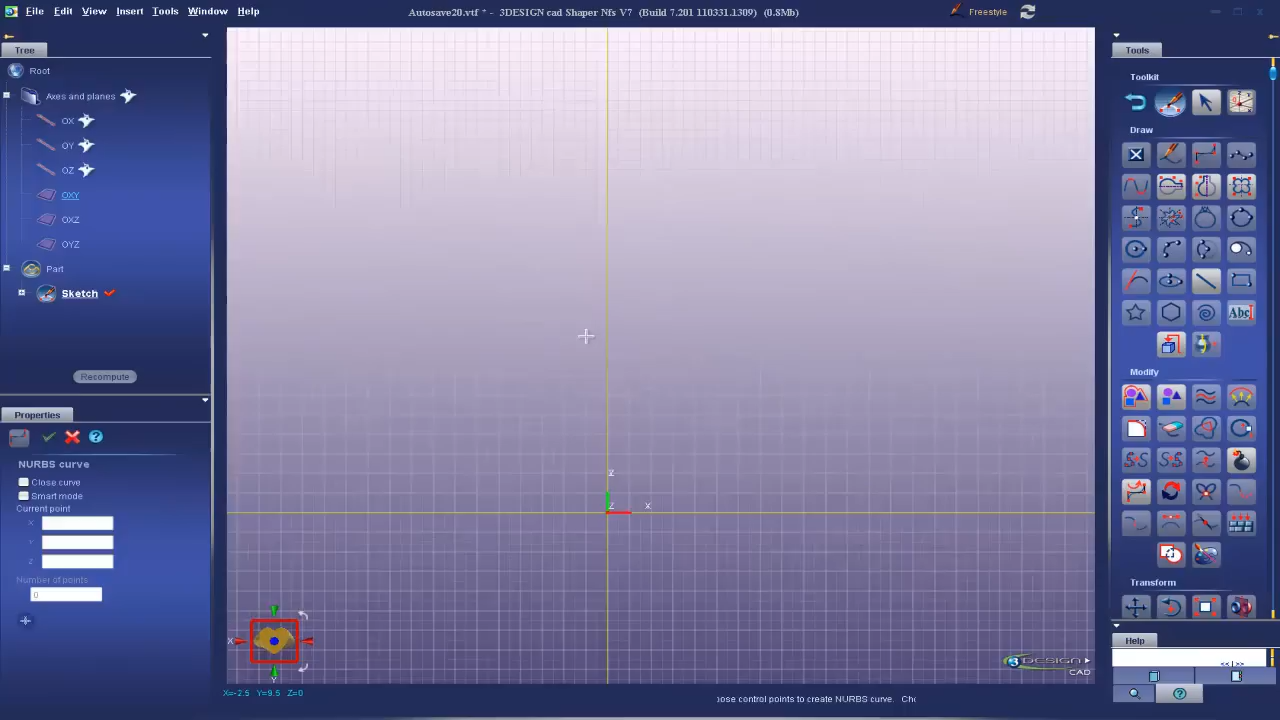 File Edit View Insert Tools Window Help
Autosave20.vtf * - 3DESIGN cad Shaper Nfs V7 (Build 7.201 110331.1309) (0.8Mb)
Freestyle
Tree
Root
Axes and planes
OX
OY
OZ
OXY
OXZ
OYZ
Part
Sketch
Recompute
Properties
NURBS curve
Close curve
Smart mode
Current point
X
Y
Z
Number of points
0
Z
Z
X
X
Y
X=-2.5 Y=9.5 Z=0
3DESIGN
CAD
ose control points to create NURBS curve. Chc
Tools
Toolkit
Draw
Abc
Modify
Transform
Help
<<|>>